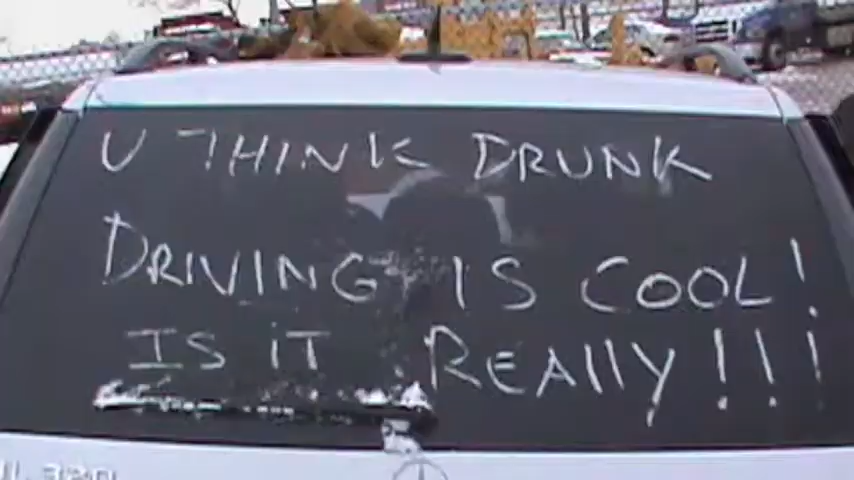 U THINK DRUNK
DRIVING IS COOL!
IS IT REALLY!!!